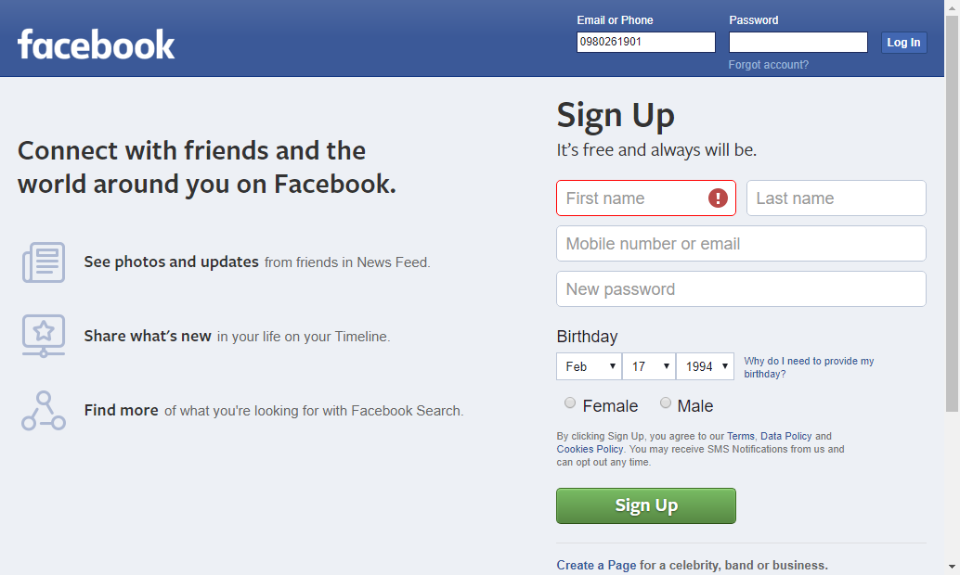 facebook
Email or Phone
Password
0980261901
Log In
Forgot account?
Connect with friends and the
world around you on Facebook.
See photos and updates from friends in News Feed.
Share what's new in your life on your Timeline.
Find more of what you're looking for with Facebook Search.
Sign Up
It's free and always will be.
First name
Last name
Mobile number or email
New password
Birthday
Feb 17 1994
Why do I need to provide my
birthday?
Female Male
By clicking Sign Up, you agree to our Terms, Data Policy and
Cookies Policy. You may receive SMS Notifications from us and
can opt out any time.
Sign Up
Create a Page for a celebrity, band or business.